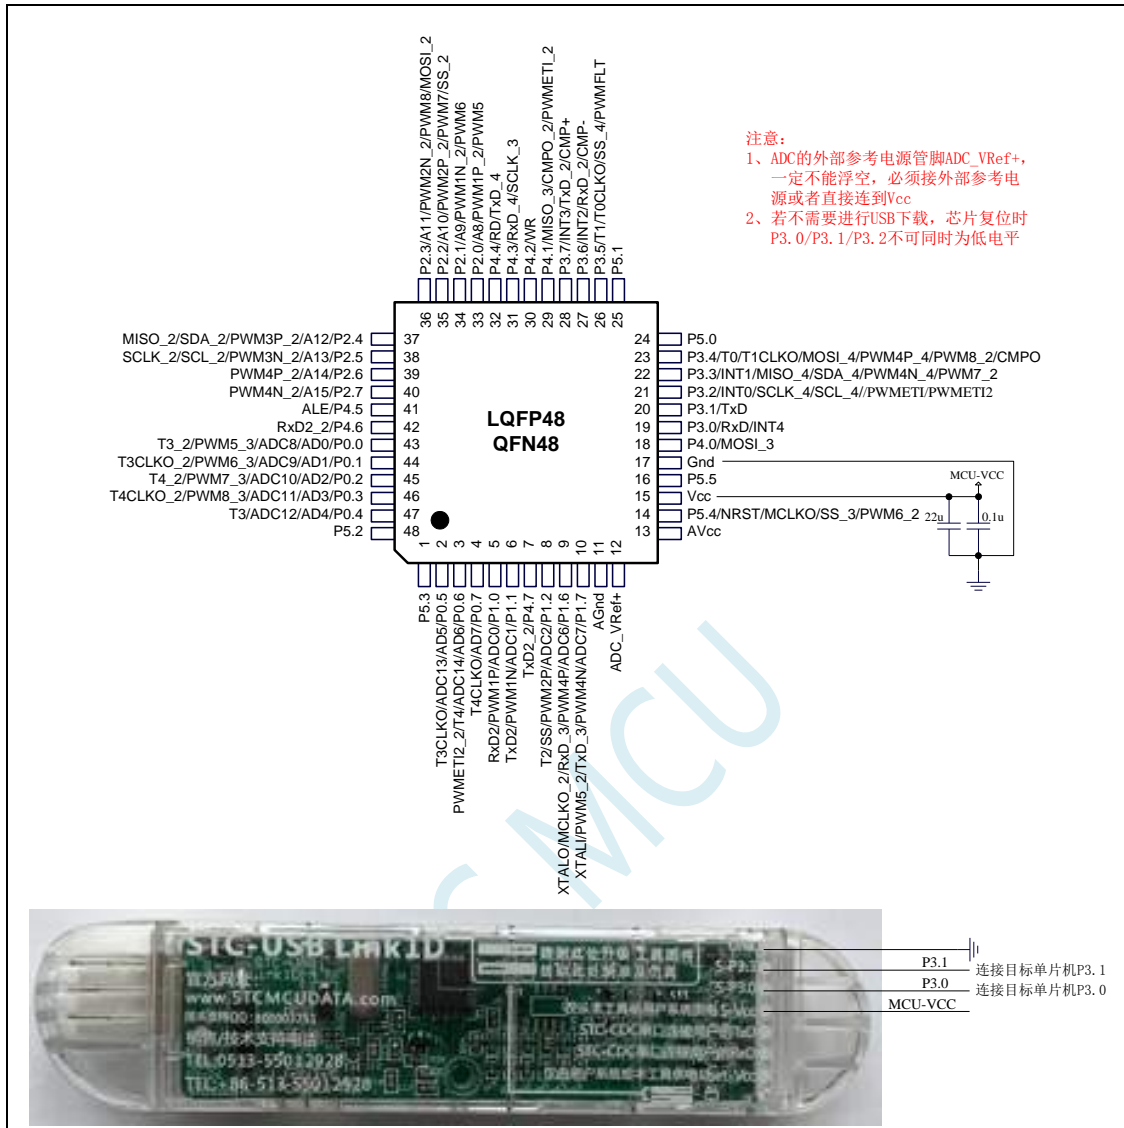 P2.3/A11/PWM2N_2/PWM8/MOSI_2
P2.2/A10/PWM2P_2/PWM7/SS_2
P2.1/A9/PWM1N_2/PWM6
P2.0/A8/PWM1P_2/PWM5
P4.4/RD/TxD_4
P4.3/RxD_4/SCLK_3
P4.2/WR
P4.1/MISO_3/CMPO_2/PWMETI_2
P3.7/INT3/TxD_2/CMP+
P3.6/INT2/RxD_2/CMP-
P3.5/T1/T0CLKO/SS_4/PWMFLT
P5.1
注意:
1、ADC的外部参考电源管脚ADC_VRef+,
一定不能浮空，必须接外部参考电
源或者直接连到Vcc
2、若不需要进行USB下载，芯片复位时
P3.0/P3.1/P3.2不可同时为低电平
36 35 34 33 32 31 30 29 28 27 26 25
MISO_2/SDA_2/PWM3P_2/A12/P2.4 37
SCLK_2/SCL_2/PWM3N_2/A13/P2.5 38
PWM4P_2/A14/P2.6 39
PWM4N_2/A15/P2.7 40
ALE/P4.5 41
RxD2_2/P4.6 42
T3_2/PWM5_3/ADC8/AD0/P0.0 43
T3CLKO_2/PWM6_3/ADC9/AD1/P0.1 44
T4_2/PWM7_3/ADC10/AD2/P0.2 45
T4CLKO_2/PWM8_3/ADC11/AD3/P0.3 46
T3/ADC12/AD4/P0.4 47
P5.2 48
LQFP48
QFN48
24 P5.0
23 P3.4/T0/T1CLKO/MOSI_4/PWM4P_4/PWM8_2/CMPO
22 P3.3/INT1/MISO_4/SDA_4/PWM4N_4/PWM7_2
21 P3.2/INT0/SCLK_4/SCL_4//PWMETI/PWMETI2
20 P3.1/TxD
19 P3.0/RxD/INT4
18 P4.0/MOSI_3
17 Gnd
16 P5.5
15 Vcc
14 P5.4/NRST/MCLKO/SS_3/PWM6_2
13 AVcc
MCU-VCC
22u
0.1u
1 2 3 4 5 6 7 8 9 10 11 12
P5.3
T3CLKO/ADC13/AD5/P0.5
PWMETI2_2/T4/ADC14/AD6/P0.6
T4CLKO/AD7/P0.7
RxD2/PWM1P/ADC0/P1.0
TxD2/PWM1N/ADC1/P1.1
TxD2_2/P4.7
T2/SS/PWM2P/ADC2/P1.2
XTALO/MCLKO_2/RxD_3/PWM4P/ADC6/P1.6
XTALI/PWM5_2/TxD_3/PWM4N/ADC7/P1.7
AGnd
ADC_VRef+
MCU
STC-USB Link1D
官方网址:
www.STCMCUDATA.com
TEL:0513-55012928
TEL:+86-513-55012928
P3.1
连接目标单片机P3.1
P3.0
连接目标单片机P3.0
MCU-VCC